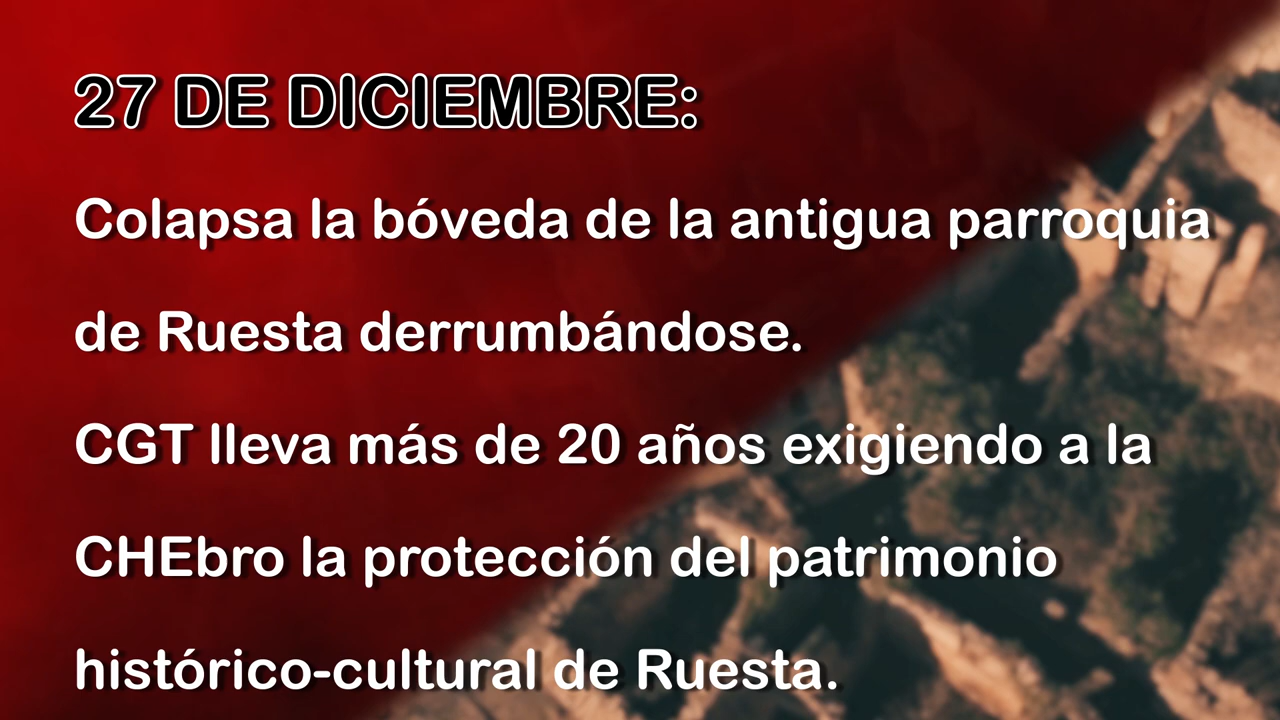 27 DE DICIEMBRE:
Colapsa la bóveda de la antigua parroquia
de Ruesta derrumbándose.
CGT lleva más de 20 años exigiendo a la
CHEbro la protección del patrimonio
histórico-cultural de Ruesta.